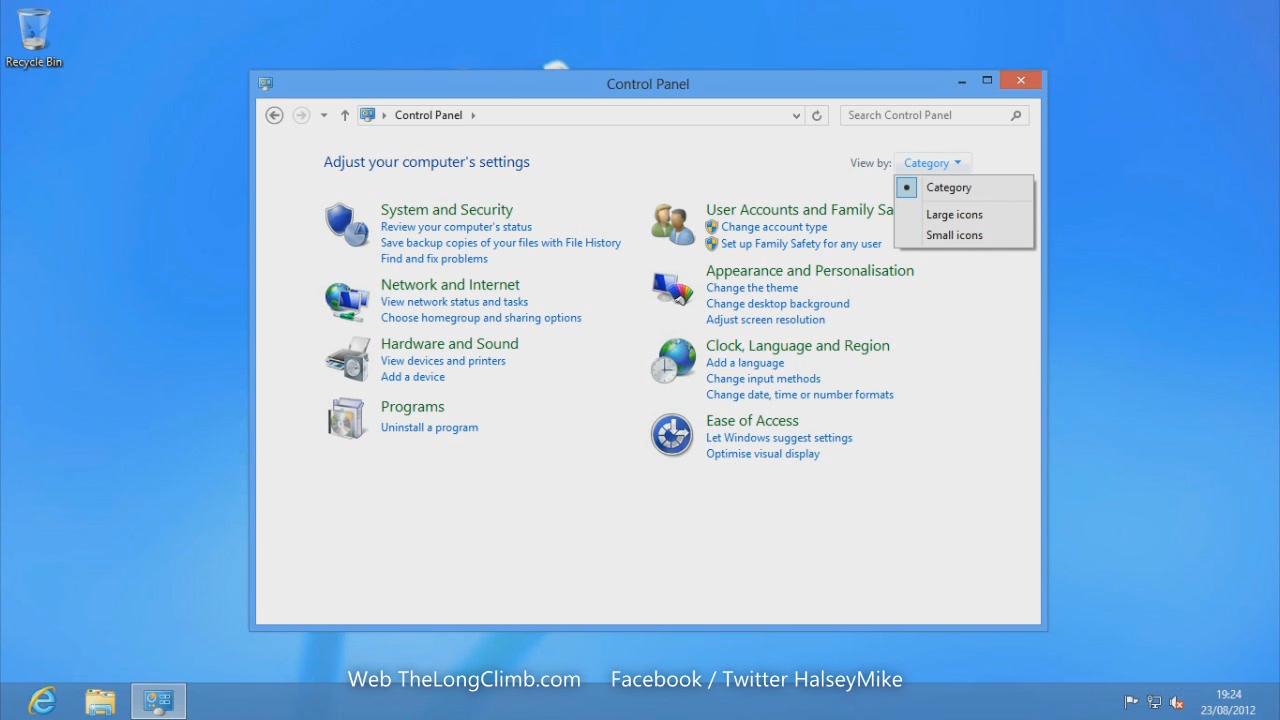 Recycle Bin
Control Panel
Control Panel
Search Control Panel
Adjust your computer's settings
View by: Category
Category
Large icons
Small icons
System and Security
Review your computer's status
Save backup copies of your files with File History
Find and fix problems
Network and Internet
View network status and tasks
Choose homegroup and sharing options
Hardware and Sound
View devices and printers
Add a device
Programs
Uninstall a program
User Accounts and Family Sa
Change account type
Set up Family Safety for any user
Appearance and Personalisation
Change the theme
Change desktop background
Adjust screen resolution
Clock, Language and Region
Add a language
Change input methods
Change date, time or number formats
Ease of Access
Let Windows suggest settings
Optimise visual display
Web TheLongClimb.com Facebook / Twitter HalseyMike
19:24
23/08/2012